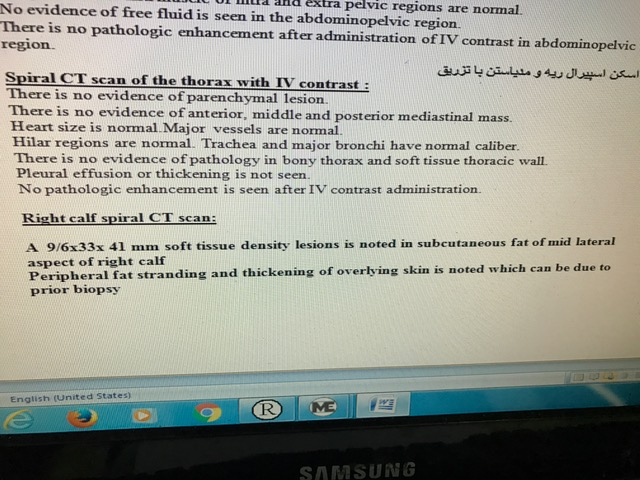 intra and extra pelvic regions are normal.
No evidence of free fluid is seen in the abdominopelvic region.
There is no pathologic enhancement after administration of IV contrast in abdominopelvic
region.
Spiral CT scan of the thorax with IV contrast :
اسکن اسپیرال ریه و مدیاستن با تزریق
There is no evidence of parenchymal lesion.
There is no evidence of anterior, middle and posterior mediastinal mass.
Heart size is normal.Major vessels are normal.
Hilar regions are normal. Trachea and major bronchi have normal caliber.
There is no evidence of pathology in bony thorax and soft tissue thoracic wall.
Pleural effusion or thickening is not seen.
No pathologic enhancement is seen after IV contrast administration.
Right calf spiral CT scan:
A 9/6x33x 41 mm soft tissue density lesions is noted in subcutaneous fat of mid lateral
aspect of right calf
Peripheral fat stranding and thickening of overlying skin is noted which can be due to
prior biopsy
English (United States)
R
ME
SAMSUNG